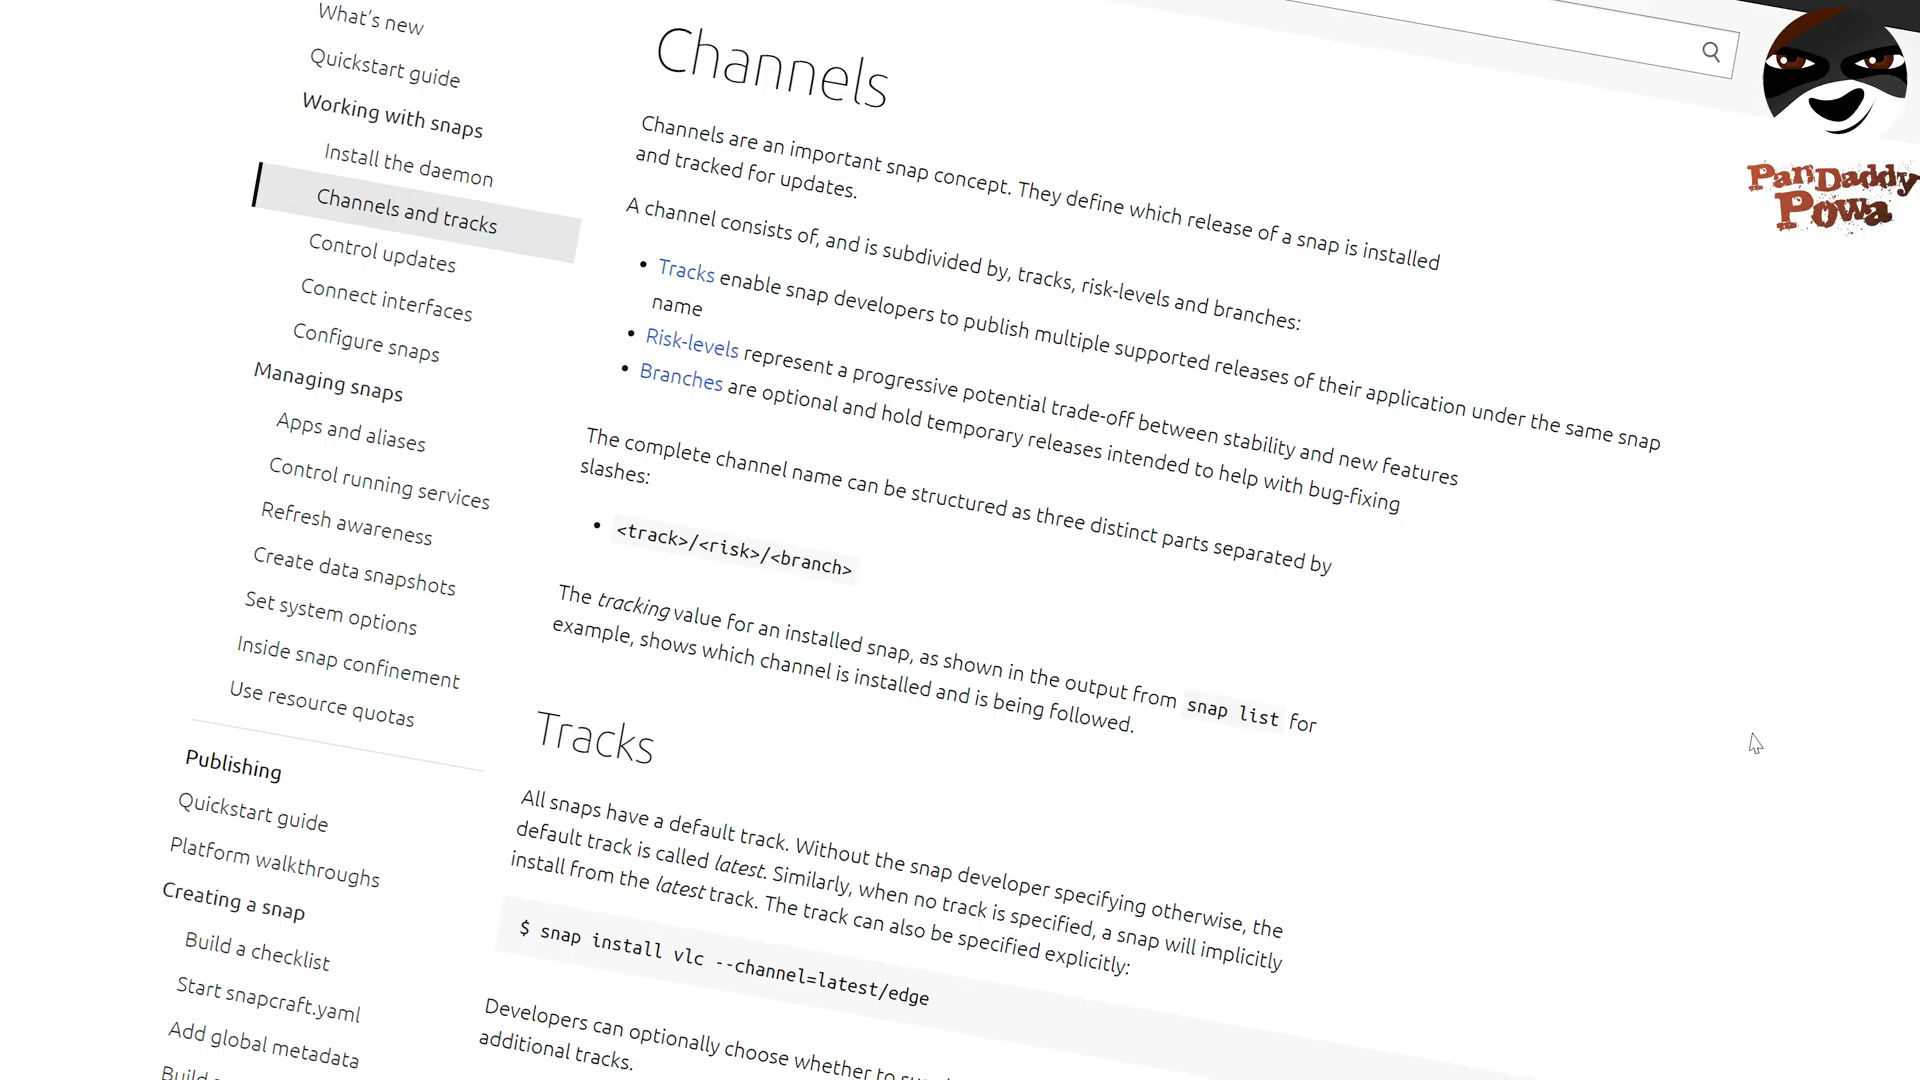 What's new
Quickstart guide
Working with snaps
Install the daemon
Channels and tracks
Control updates
Connect interfaces
Configure snaps
Managing snaps
Apps and aliases
Control running services
Refresh awareness
Create data snapshots
Set system options
Inside snap confinement
Use resource quotas
Publishing
Quickstart guide
Platform walkthroughs
Creating a snap
Build a checklist
Start snapcraft.yaml
Add global metadata
Build
Channels
Channels are an important snap concept. They define which release of a snap is installed
and tracked for updates.
A channel consists of, and is subdivided by, tracks, risk-levels and branches:
• Tracks enable snap developers to publish multiple supported releases of their application under the same snap
name
• Risk-levels represent a progressive potential trade-off between stability and new features
• Branches are optional and hold temporary releases intended to help with bug-fixing
The complete channel name can be structured as three distinct parts separated by
slashes:
• <track>/<risk>/<branch>
The tracking value for an installed snap, as shown in the output from snap list for
example, shows which channel is installed and is being followed.
Tracks
All snaps have a default track. Without the snap developer specifying otherwise, the
default track is called latest. Similarly, when no track is specified, a snap will implicitly
install from the latest track. The track can also be specified explicitly:
$ snap install vlc --channel=latest/edge
Developers can optionally choose whether to
additional tracks.
PanDaddy
Powa